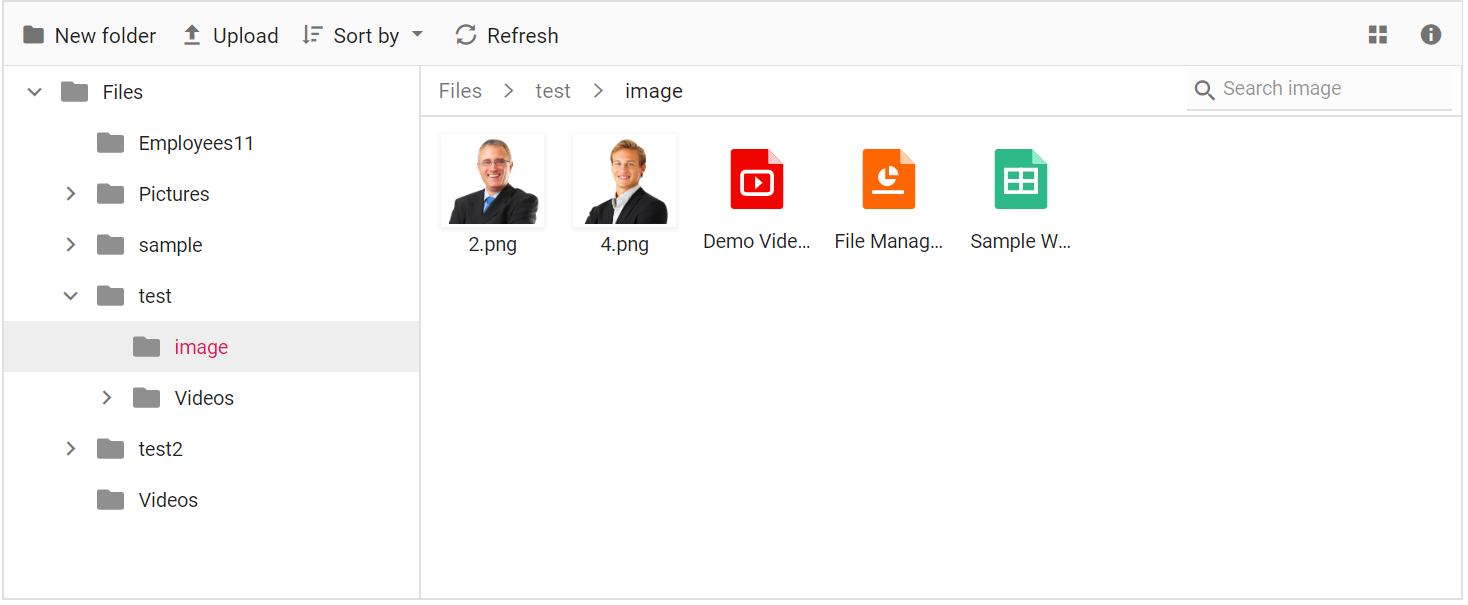 New folder Upload Sort by Refresh
Files
Employees11
Pictures
sample
test
image
Videos
test2
Videos
Files test image
Search image
2.png 4.png Demo Vide... File Manag... Sample W...